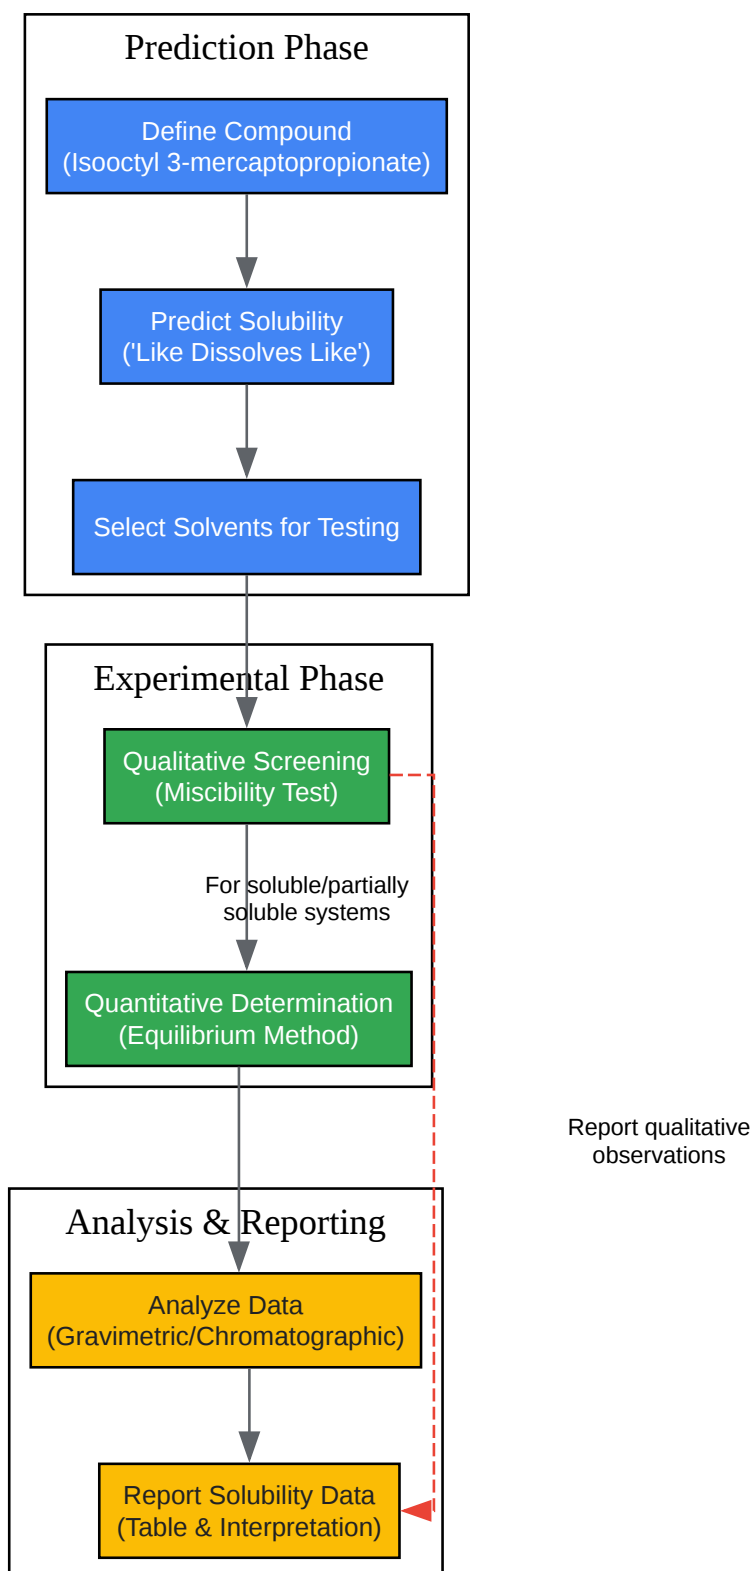 Prediction Phase
Define Compound
(Isooctyl 3-mercaptopropionate)
Predict Solubility
('Like Dissolves Like')
Select Solvents for Testing
Experimental Phase
Qualitative Screening
(Miscibility Test)
For soluble/partially
soluble systems
Quantitative Determination
(Equilibrium Method)
Report qualitative
observations
Analysis & Reporting
Analyze Data
(Gravimetric/Chromatographic)
Report Solubility Data
(Table & Interpretation)